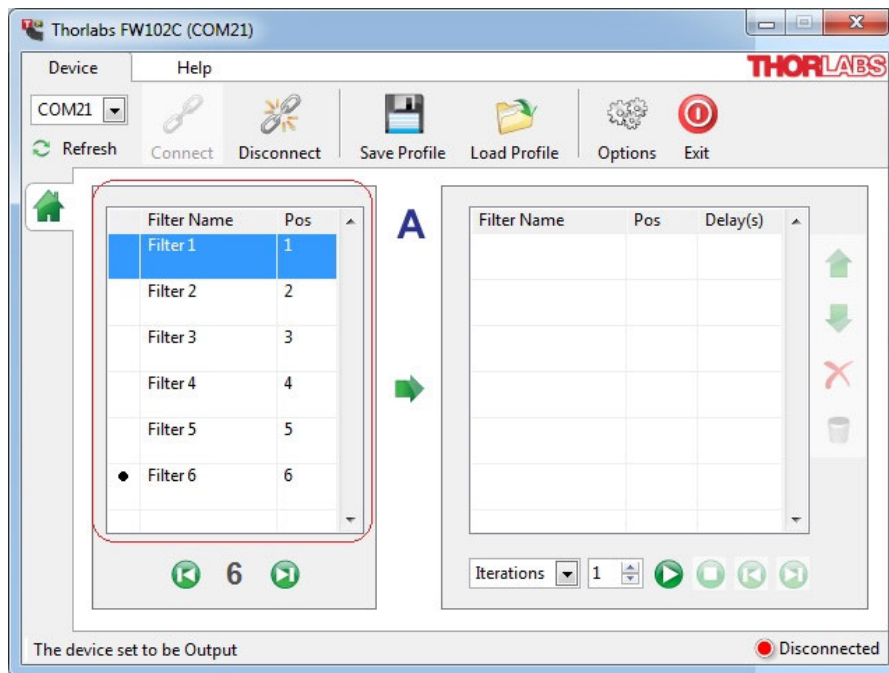 Thorlabs FW102C (COM21)
Device Help
THORLABS
COM21
Refresh Connect Disconnect Save Profile Load Profile Options Exit
Filter Name Pos
Filter 1 1
Filter 2 2
Filter 3 3
Filter 4 4
Filter 5 5
Filter 6 6
6
A
Filter Name Pos Delay(s)
Iterations 1
The device set to be Output Disconnected